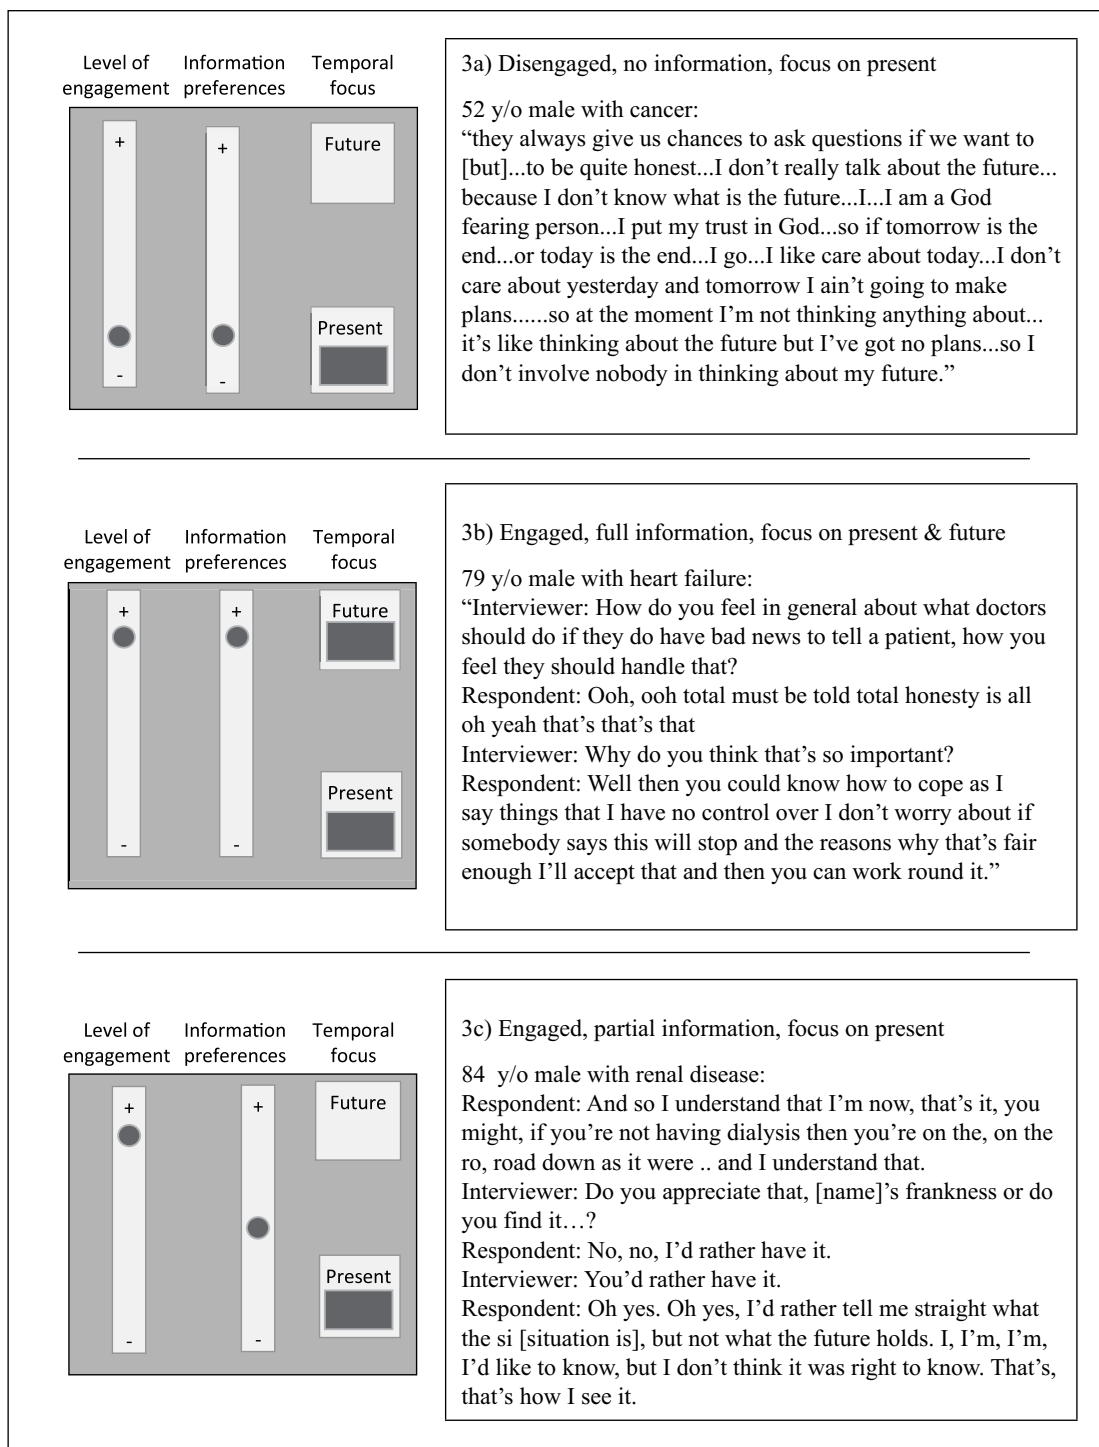 Level of engagement
Information preferences
Temporal focus
+
+
Future
Present
-
-
3a) Disengaged, no information, focus on present
52 y/o male with cancer:
“they always give us chances to ask questions if we want to
[but]...to be quite honest...I don’t really talk about the future...
because I don’t know what is the future...I...I am a God
fearing person...I put my trust in God...so if tomorrow is the
end...or today is the end...I go...I like care about today...I don’t
care about yesterday and tomorrow I ain’t going to make
plans......so at the moment I’m not thinking anything about...
it’s like thinking about the future but I’ve got no plans...so I
don’t involve nobody in thinking about my future.”
Level of engagement
Information preferences
Temporal focus
+
+
Future
Present
-
-
3b) Engaged, full information, focus on present & future
79 y/o male with heart failure:
“Interviewer: How do you feel in general about what doctors
should do if they do have bad news to tell a patient, how you
feel they should handle that?
Respondent: Ooh, ooh total must be told total honesty is all
oh yeah that’s that’s that
Interviewer: Why do you think that’s so important?
Respondent: Well then you could know how to cope as I
say things that I have no control over I don’t worry about if
somebody says this will stop and the reasons why that’s fair
enough I’ll accept that and then you can work round it.”
Level of engagement
Information preferences
Temporal focus
+
+
Future
Present
-
-
3c) Engaged, partial information, focus on present
84 y/o male with renal disease:
Respondent: And so I understand that I’m now, that’s it, you
might, if you’re not having dialysis then you’re on the, on the
ro, road down as it were .. and I understand that.
Interviewer: Do you appreciate that, [name]’s frankness or do
you find it…?
Respondent: No, no, I’d rather have it.
Interviewer: You’d rather have it.
Respondent: Oh yes. Oh yes, I’d rather tell me straight what
the si [situation is], but not what the future holds. I, I’m, I’m,
I’d like to know, but I don’t think it was right to know. That’s,
that’s how I see it.